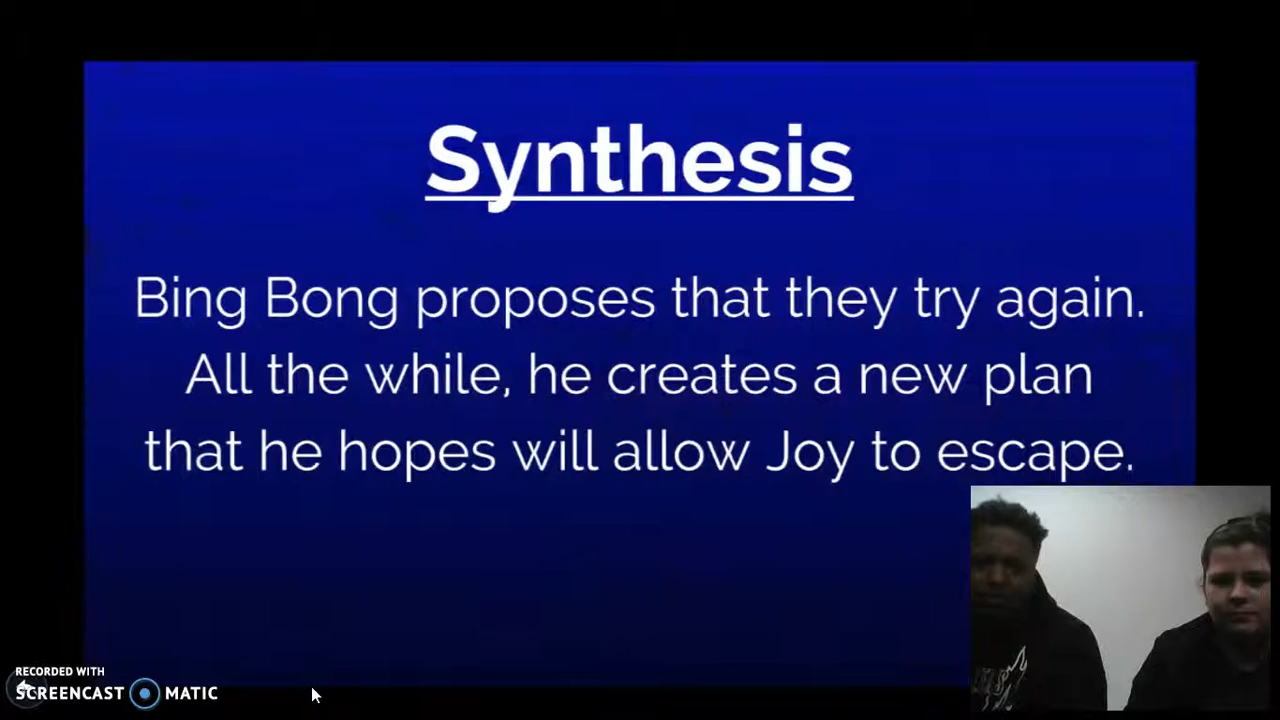 Synthesis
Bing Bong proposes that they try again.
All the while, he creates a new plan
that he hopes will allow Joy to escape.
RECORDED WITH
SCREENCAST MATIC